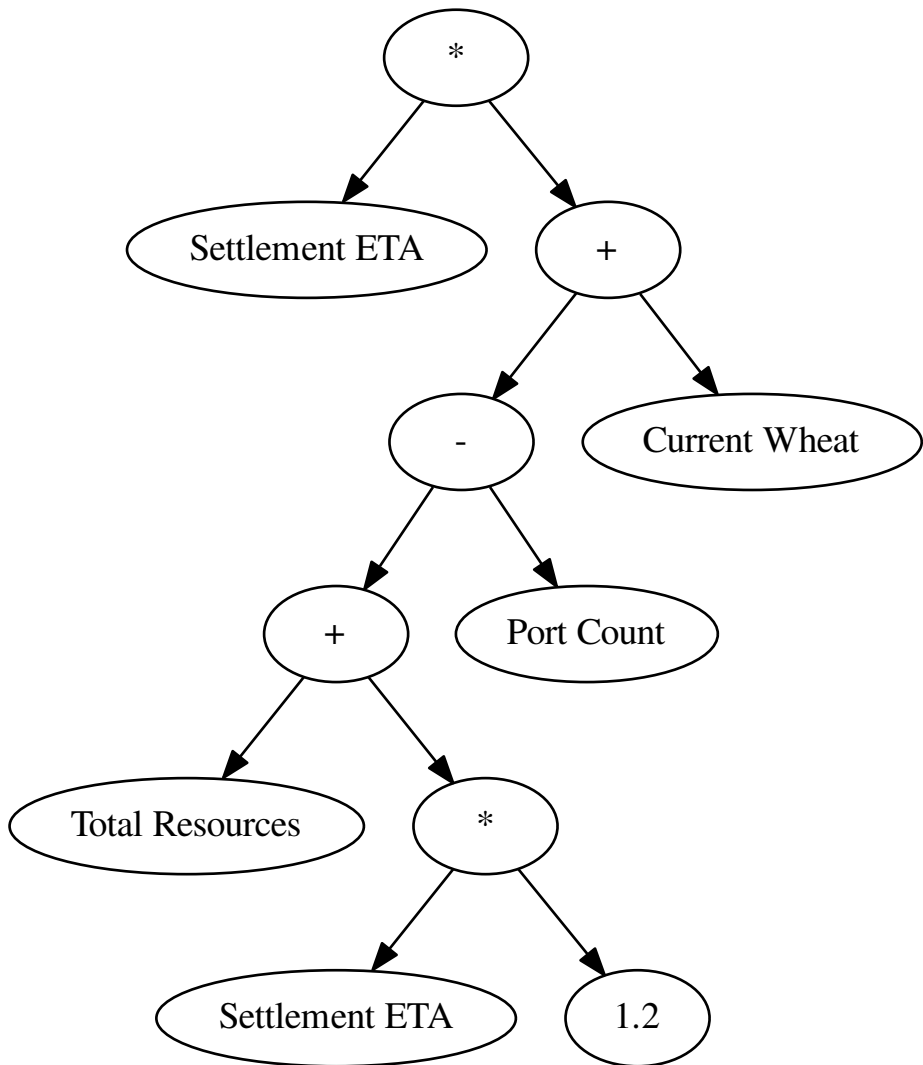 *
Settlement ETA
+
-
Current Wheat
+
Port Count
Total Resources
*
Settlement ETA
1.2